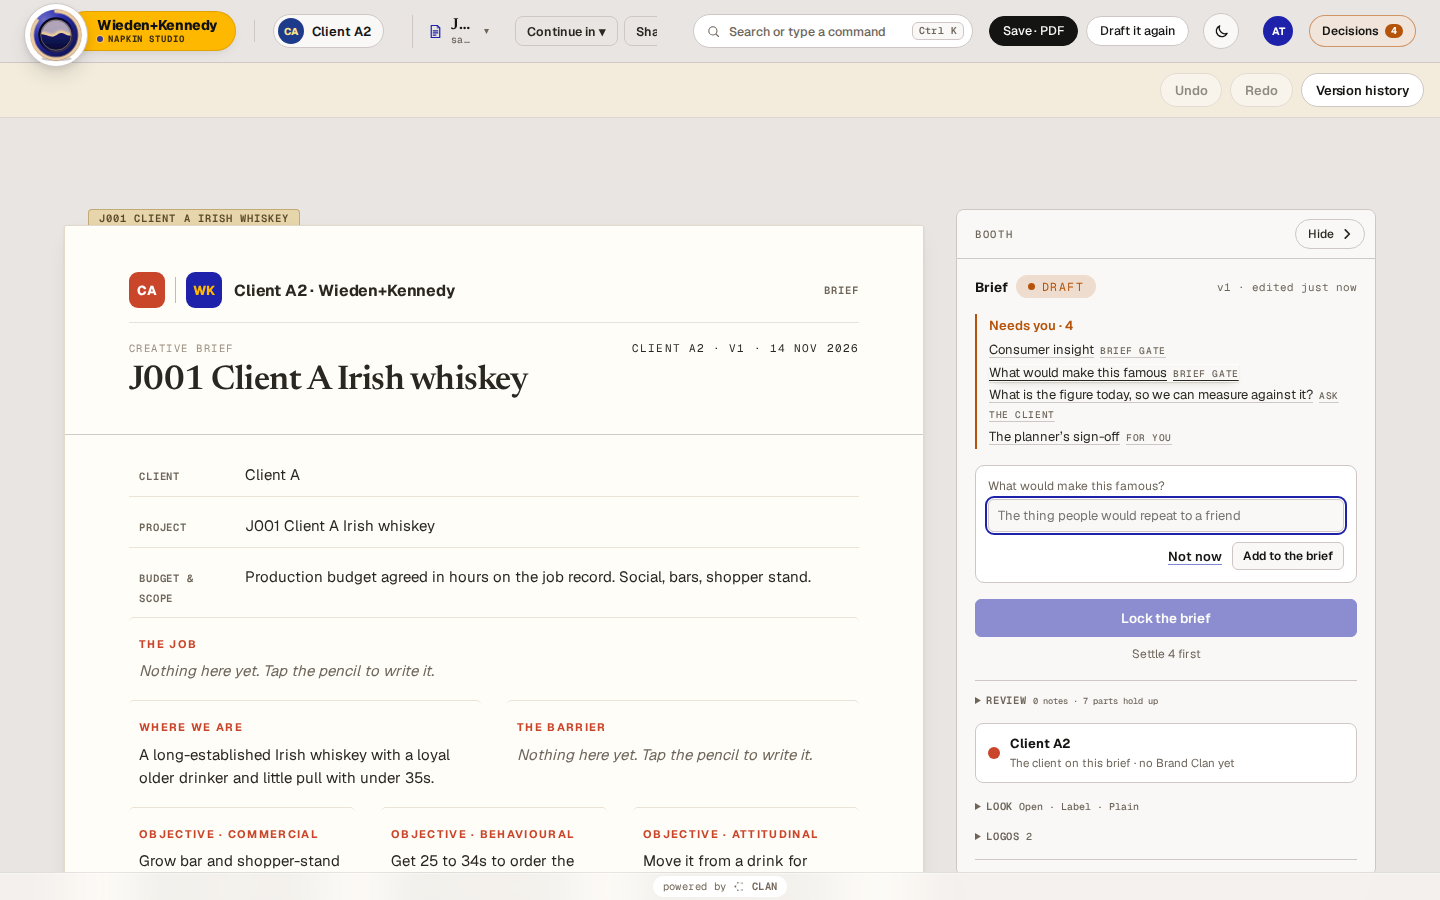 Wieden+Kennedy
NAPKIN STUDIO
CA Client A2
J...
sa...
Continue in ▾
Sha
Search or type a command Ctrl K
Save · PDF
Draft it again
AT
Decisions 4
Undo
Redo
Version history
J001 CLIENT A IRISH WHISKEY
CA WK Client A2 · Wieden+Kennedy
BRIEF
CREATIVE BRIEF
CLIENT A2 · V1 · 14 NOV 2026
J001 Client A Irish whiskey
CLIENT Client A
PROJECT J001 Client A Irish whiskey
BUDGET & SCOPE Production budget agreed in hours on the job record. Social, bars, shopper stand.
THE JOB
Nothing here yet. Tap the pencil to write it.
WHERE WE ARE
A long-established Irish whiskey with a loyal
older drinker and little pull with under 35s.
THE BARRIER
Nothing here yet. Tap the pencil to write it.
OBJECTIVE · COMMERCIAL
Grow bar and shopper-stand
OBJECTIVE · BEHAVIOURAL
Get 25 to 34s to order the
OBJECTIVE · ATTITUDINAL
Move it from a drink for
BOOTH
Hide
Brief DRAFT
v1 · edited just now
Needs you · 4
Consumer insight BRIEF GATE
What would make this famous BRIEF GATE
What is the figure today, so we can measure against it? ASK
THE CLIENT
The planner's sign-off FOR YOU
What would make this famous?
The thing people would repeat to a friend
Not now
Add to the brief
Lock the brief
Settle 4 first
REVIEW 0 notes · 7 parts hold up
Client A2
The client on this brief · no Brand Clan yet
LOOK Open · Label · Plain
LOGOS 2
powered by CLAN